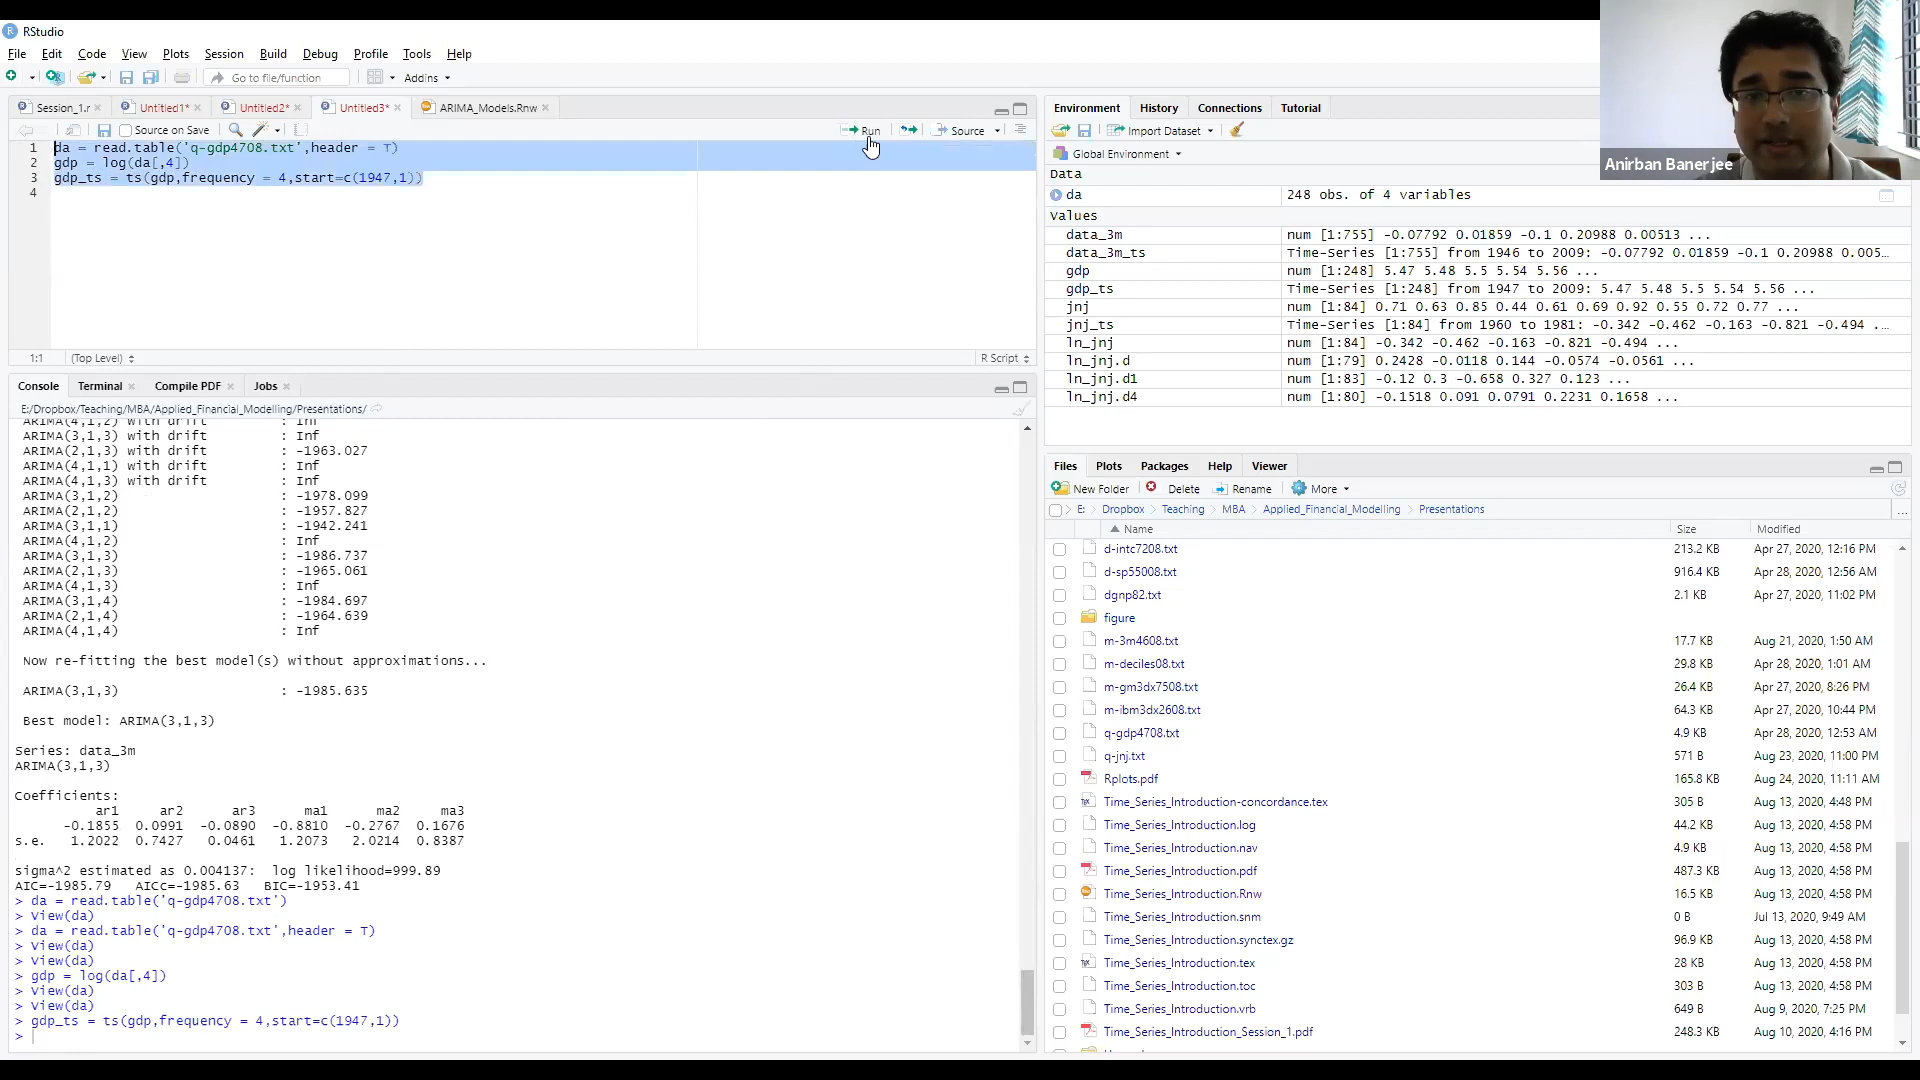 RStudio
File Edit Code View Plots Session Build Debug Profile Tools Help
Go to file/function Addins
Session_1.r Untitled1* Untitled2* Untitled3* ARIMA_Models.Rnw
Source on Save Run Source
1 da = read.table('q-gdp4708.txt',header = T)
2 gdp = log(da[,4])
3 gdp_ts = ts(gdp,frequency = 4,start=c(1947,1))
4
1:1 (Top Level) R Script
Console Terminal Compile PDF Jobs
E:/Dropbox/Teaching/MBA/Applied_Financial_Modelling/Presentations/
ARIMA(4,1,2) with drift : Inf
ARIMA(3,1,3) with drift : Inf
ARIMA(2,1,3) with drift : -1963.027
ARIMA(4,1,1) with drift : Inf
ARIMA(4,1,3) with drift : Inf
ARIMA(3,1,2) : -1978.099
ARIMA(2,1,2) : -1957.827
ARIMA(3,1,1) : -1942.241
ARIMA(4,1,2) : Inf
ARIMA(3,1,3) : -1986.737
ARIMA(2,1,3) : -1965.061
ARIMA(4,1,3) : Inf
ARIMA(3,1,4) : -1984.697
ARIMA(2,1,4) : -1964.639
ARIMA(4,1,4) : Inf
Now re-fitting the best model(s) without approximations...
ARIMA(3,1,3) : -1985.635
Best model: ARIMA(3,1,3)
Series: data_3m
ARIMA(3,1,3)
Coefficients:
ar1 ar2 ar3 ma1 ma2 ma3
-0.1855 0.0991 -0.0890 -0.8810 -0.2767 0.1676
s.e. 1.2022 0.7427 0.0461 1.2073 2.0214 0.8387
sigma^2 estimated as 0.004137: log likelihood=999.89
AIC=-1985.79 AICc=-1985.63 BIC=-1953.41
> da = read.table('q-gdp4708.txt')
> View(da)
> da = read.table('q-gdp4708.txt',header = T)
> View(da)
> View(da)
> gdp = log(da[,4])
> View(da)
> View(da)
> gdp_ts = ts(gdp,frequency = 4,start=c(1947,1))
>
Environment History Connections Tutorial
Import Dataset
Global Environment
Data
da 248 obs. of 4 variables
Values
data_3m num [1:755] -0.07792 0.01859 -0.1 0.20988 0.00513 ...
data_3m_ts Time-Series [1:755] from 1946 to 2009: -0.07792 0.01859 -0.1 0.20988 0.005…
gdp num [1:248] 5.47 5.48 5.5 5.54 5.56 ...
gdp_ts Time-Series [1:248] from 1947 to 2009: 5.47 5.48 5.5 5.54 5.56 ...
jnj num [1:84] 0.71 0.63 0.85 0.44 0.61 0.69 0.92 0.55 0.72 0.77 ...
jnj_ts Time-Series [1:84] from 1960 to 1981: -0.342 -0.462 -0.163 -0.821 -0.494 .…
ln_jnj num [1:84] -0.342 -0.462 -0.163 -0.821 -0.494 ...
ln_jnj.d num [1:79] 0.2428 -0.0118 0.144 -0.0574 -0.0561 ...
ln_jnj.d1 num [1:83] -0.12 0.3 -0.658 0.327 0.123 ...
ln_jnj.d4 num [1:80] -0.1518 0.091 0.0791 0.2231 0.1658 ...
Anirban Banerjee
Files Plots Packages Help Viewer
New Folder Delete Rename More
E: Dropbox Teaching MBA Applied_Financial_Modelling Presentations ...
Name Size Modified
d-intc7208.txt 213.2 KB Apr 27, 2020, 12:16 PM
d-sp55008.txt 916.4 KB Apr 28, 2020, 12:56 AM
dgnp82.txt 2.1 KB Apr 27, 2020, 11:02 PM
figure
m-3m4608.txt 17.7 KB Aug 21, 2020, 1:50 AM
m-deciles08.txt 29.8 KB Apr 28, 2020, 1:01 AM
m-gm3dx7508.txt 26.4 KB Apr 27, 2020, 8:26 PM
m-ibm3dx2608.txt 64.3 KB Apr 27, 2020, 10:44 PM
q-gdp4708.txt 4.9 KB Apr 28, 2020, 12:53 AM
q-jnj.txt 571 B Aug 23, 2020, 11:00 PM
Rplots.pdf 165.8 KB Aug 24, 2020, 11:11 AM
Time_Series_Introduction-concordance.tex 305 B Aug 13, 2020, 4:48 PM
Time_Series_Introduction.log 44.2 KB Aug 13, 2020, 4:58 PM
Time_Series_Introduction.nav 4.9 KB Aug 13, 2020, 4:58 PM
Time_Series_Introduction.pdf 487.3 KB Aug 13, 2020, 4:58 PM
Time_Series_Introduction.Rnw 16.5 KB Aug 13, 2020, 4:58 PM
Time_Series_Introduction.snm 0 B Jul 13, 2020, 9:49 AM
Time_Series_Introduction.synctex.gz 96.9 KB Aug 13, 2020, 4:58 PM
Time_Series_Introduction.tex 28 KB Aug 13, 2020, 4:58 PM
Time_Series_Introduction.toc 303 B Aug 13, 2020, 4:58 PM
Time_Series_Introduction.vrb 649 B Aug 9, 2020, 7:25 PM
Time_Series_Introduction_Session_1.pdf 248.3 KB Aug 10, 2020, 4:16 PM